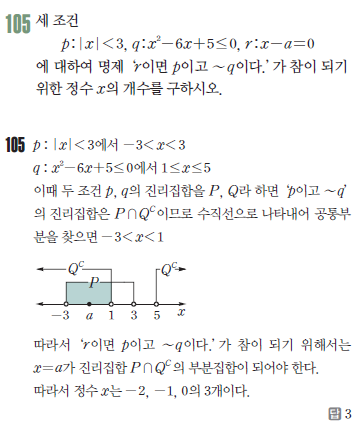 105 세 조건
p: |x|<3, q: x²-6x+5≤0, r: x-a=0
에 대하여 명제 'r이면 p이고 ~q이다.'가 참이 되기
위한 정수 x의 개수를 구하시오.
105 p: |x|<3에서 -3<x<3
q: x²-6x+5≤0에서 1≤x≤5
이때 두 조건 p, q의 진리집합을 P, Q라 하면 'p이고 ~q'
의 진리집합은 P∩Qᶜ이므로 수직선으로 나타내어 공통부
분을 찾으면 -3<x<1
Qᶜ P Qᶜ
-3 a 1 3 5 x
따라서 'r이면 p이고 ~q이다.'가 참이 되기 위해서는
x=a가 진리집합 P∩Qᶜ의 부분집합이 되어야 한다.
따라서 정수 x는 -2, -1, 0의 3개이다.
답 3